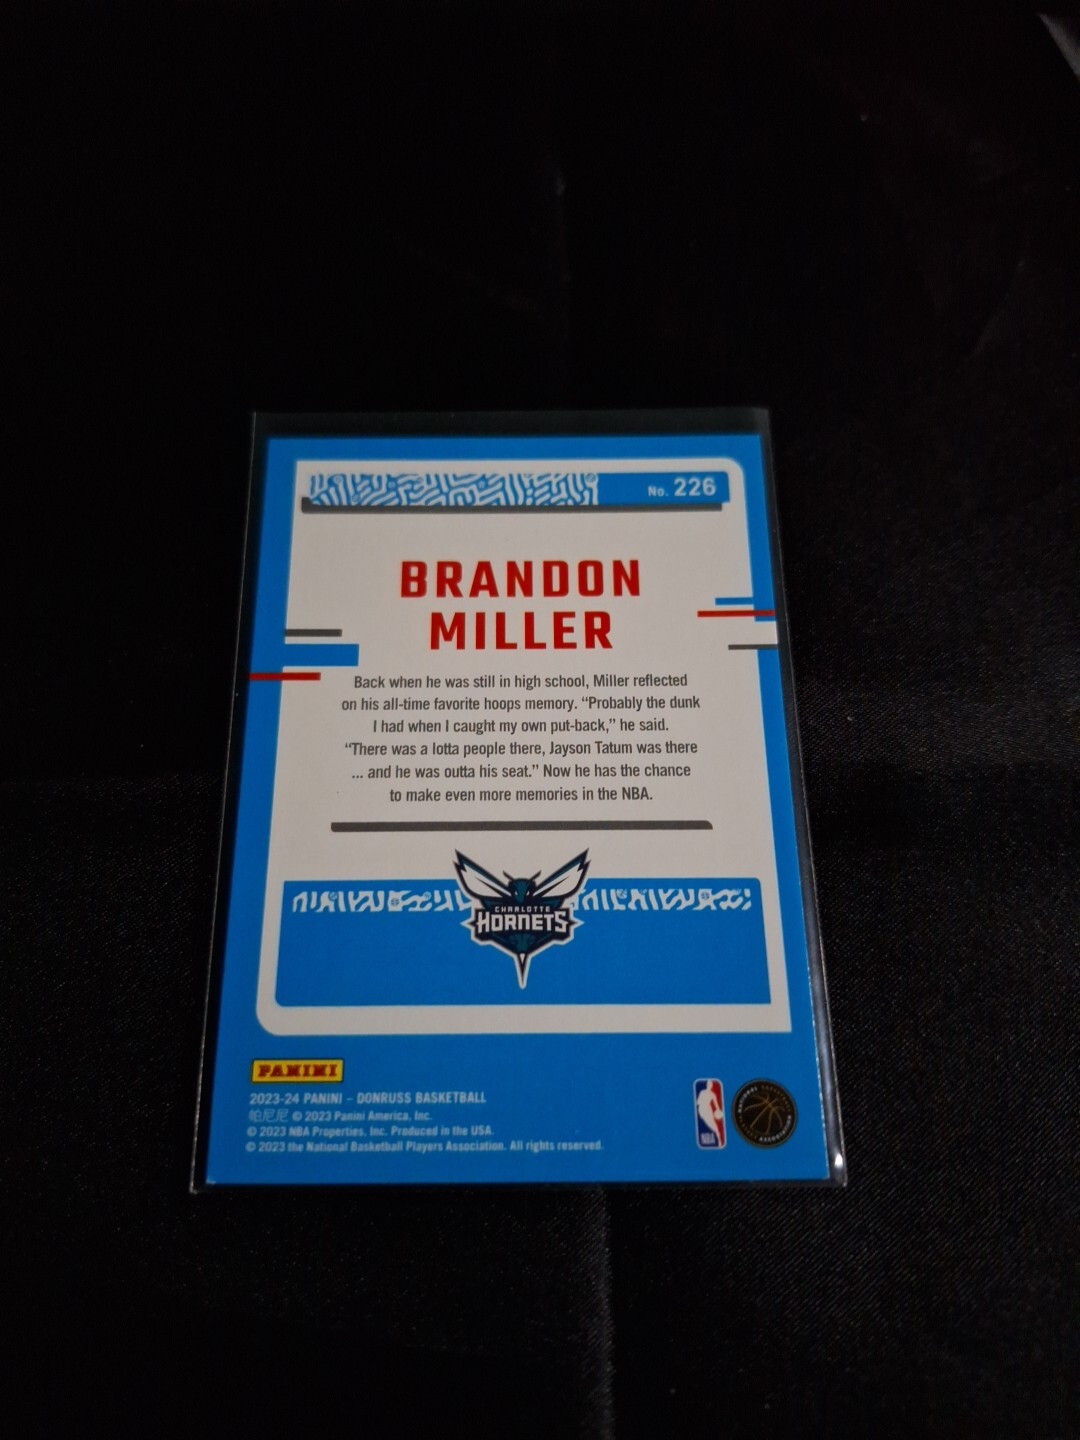 No. 226
BRANDON
MILLER
Back when he was still in high school, Miller reflected
on his all-time favorite hoops memory. “Probably the dunk
I had when I caught my own put-back,” he said.
“There was a lotta people there, Jayson Tatum was there
... and he was outta his seat.” Now he has the chance
to make even more memories in the NBA.
CHARLOTTE
HORNETS
PANINI
2023-24 PANINI – DONRUSS BASKETBALL
帕尼尼 © 2023 Panini America, Inc.
© 2023 NBA Properties, Inc. Produced in the USA.
© 2023 the National Basketball Players Association. All rights reserved.
NBA